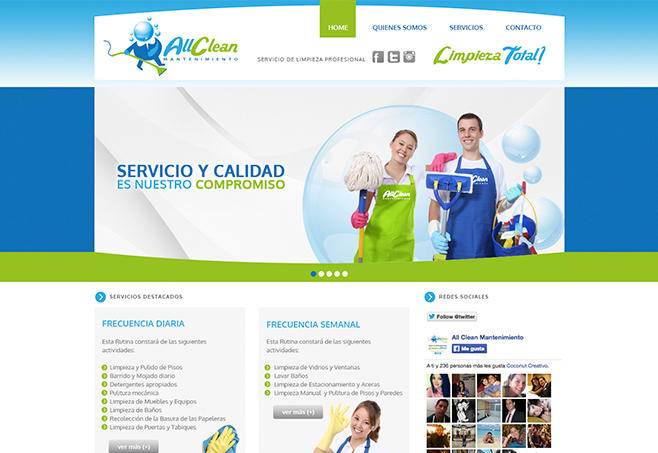 AllClean
MANTENIMIENTO
HOME
QUIENES SOMOS
SERVICIOS
CONTACTO
SERVICIO DE LIMPIEZA PROFESIONAL
Limpieza Total!
SERVICIO Y CALIDAD
ES NUESTRO COMPROMISO
AllClean
AllClean
SERVICIOS DESTACADOS
FRECUENCIA DIARIA
Esta Rutina constará de las siguientes
actividades:
Limpieza y Pulido de Pisos
Barrido y Mojado diario
Detergentes apropiados
Pulitura mecánica
Limpieza de Muebles y Equipos
Limpieza de Baños
Recolección de la Basura de las Papeleras
Limpieza de Puertas y Tabiques
ver más (+)
FRECUENCIA SEMANAL
Esta Rutina constará de las siguientes
actividades:
Limpieza de Vidrios y Ventanas
Lavar Baños
Limpieza de Estacionamiento y Aceras
Limpieza Manual y Pulitura de Pisos y Paredes
ver más (+)
REDES SOCIALES
Follow @twitter
All Clean Mantenimiento
Me gusta
A ti y 236 personas más les gusta Coconut Creativo.